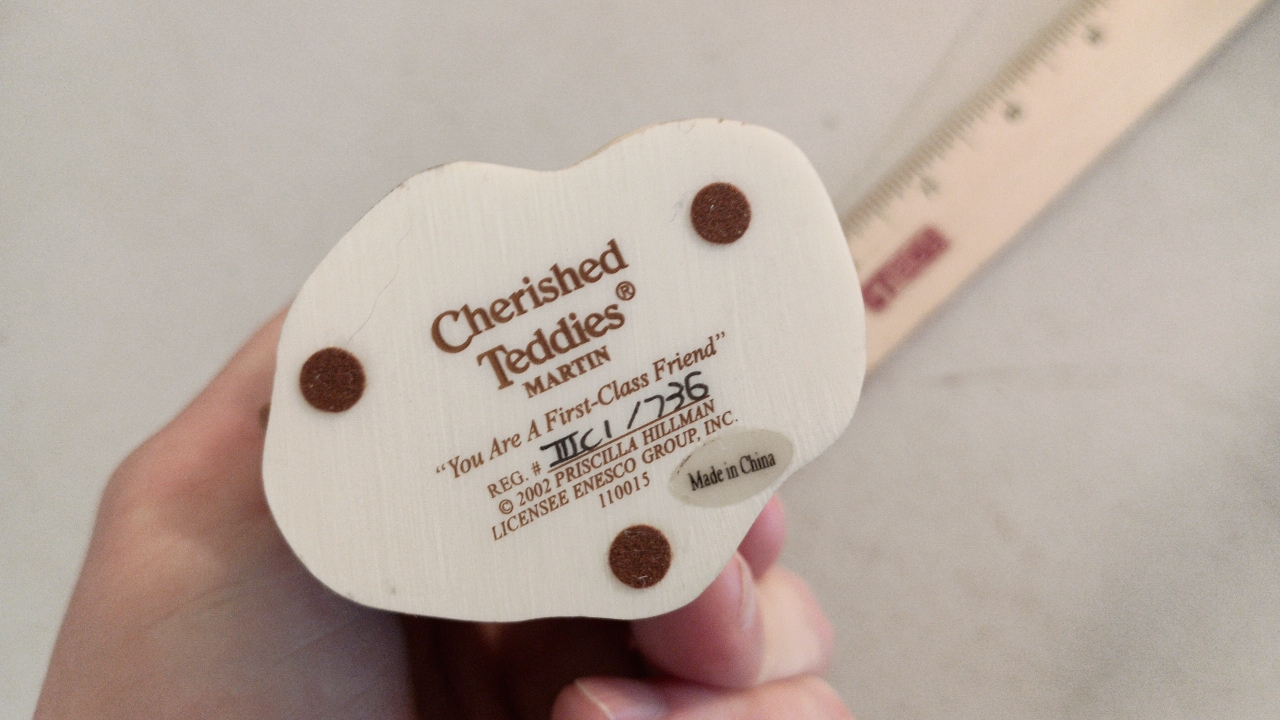 Cherished
Teddies®
MARTIN
“You Are A First-Class Friend”
REG. # IIIC1/736
© 2002 PRISCILLA HILLMAN
LICENSEE ENESCO GROUP, INC.
110015
Made in China